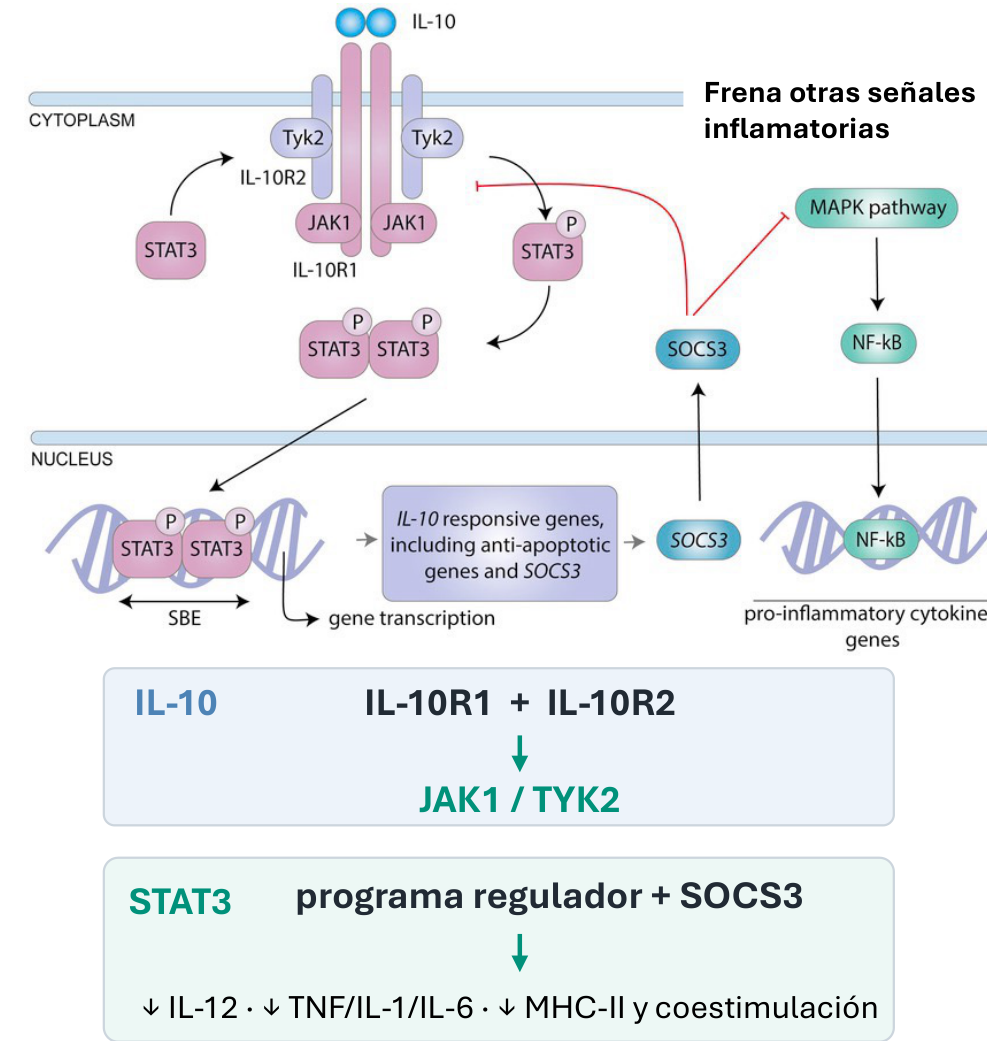 IL-10
Frena otras señales
inflamatorias
CYTOPLASM
Tyk2
Tyk2
IL-10R2
JAK1
JAK1
IL-10R1
STAT3
P
STAT3
MAPK pathway
P
P
STAT3
STAT3
SOCS3
NF-kB
NUCLEUS
P
P
STAT3
STAT3
SBE
gene transcription
IL-10 responsive genes,
including anti-apoptotic
genes and SOCS3
SOCS3
NF-kB
pro-inflammatory cytokine
genes
IL-10
IL-10R1 + IL-10R2
↓
JAK1 / TYK2
STAT3
programa regulador + SOCS3
↓
↓ IL-12 · ↓ TNF/IL-1/IL-6 · ↓ MHC-II y coestimulación